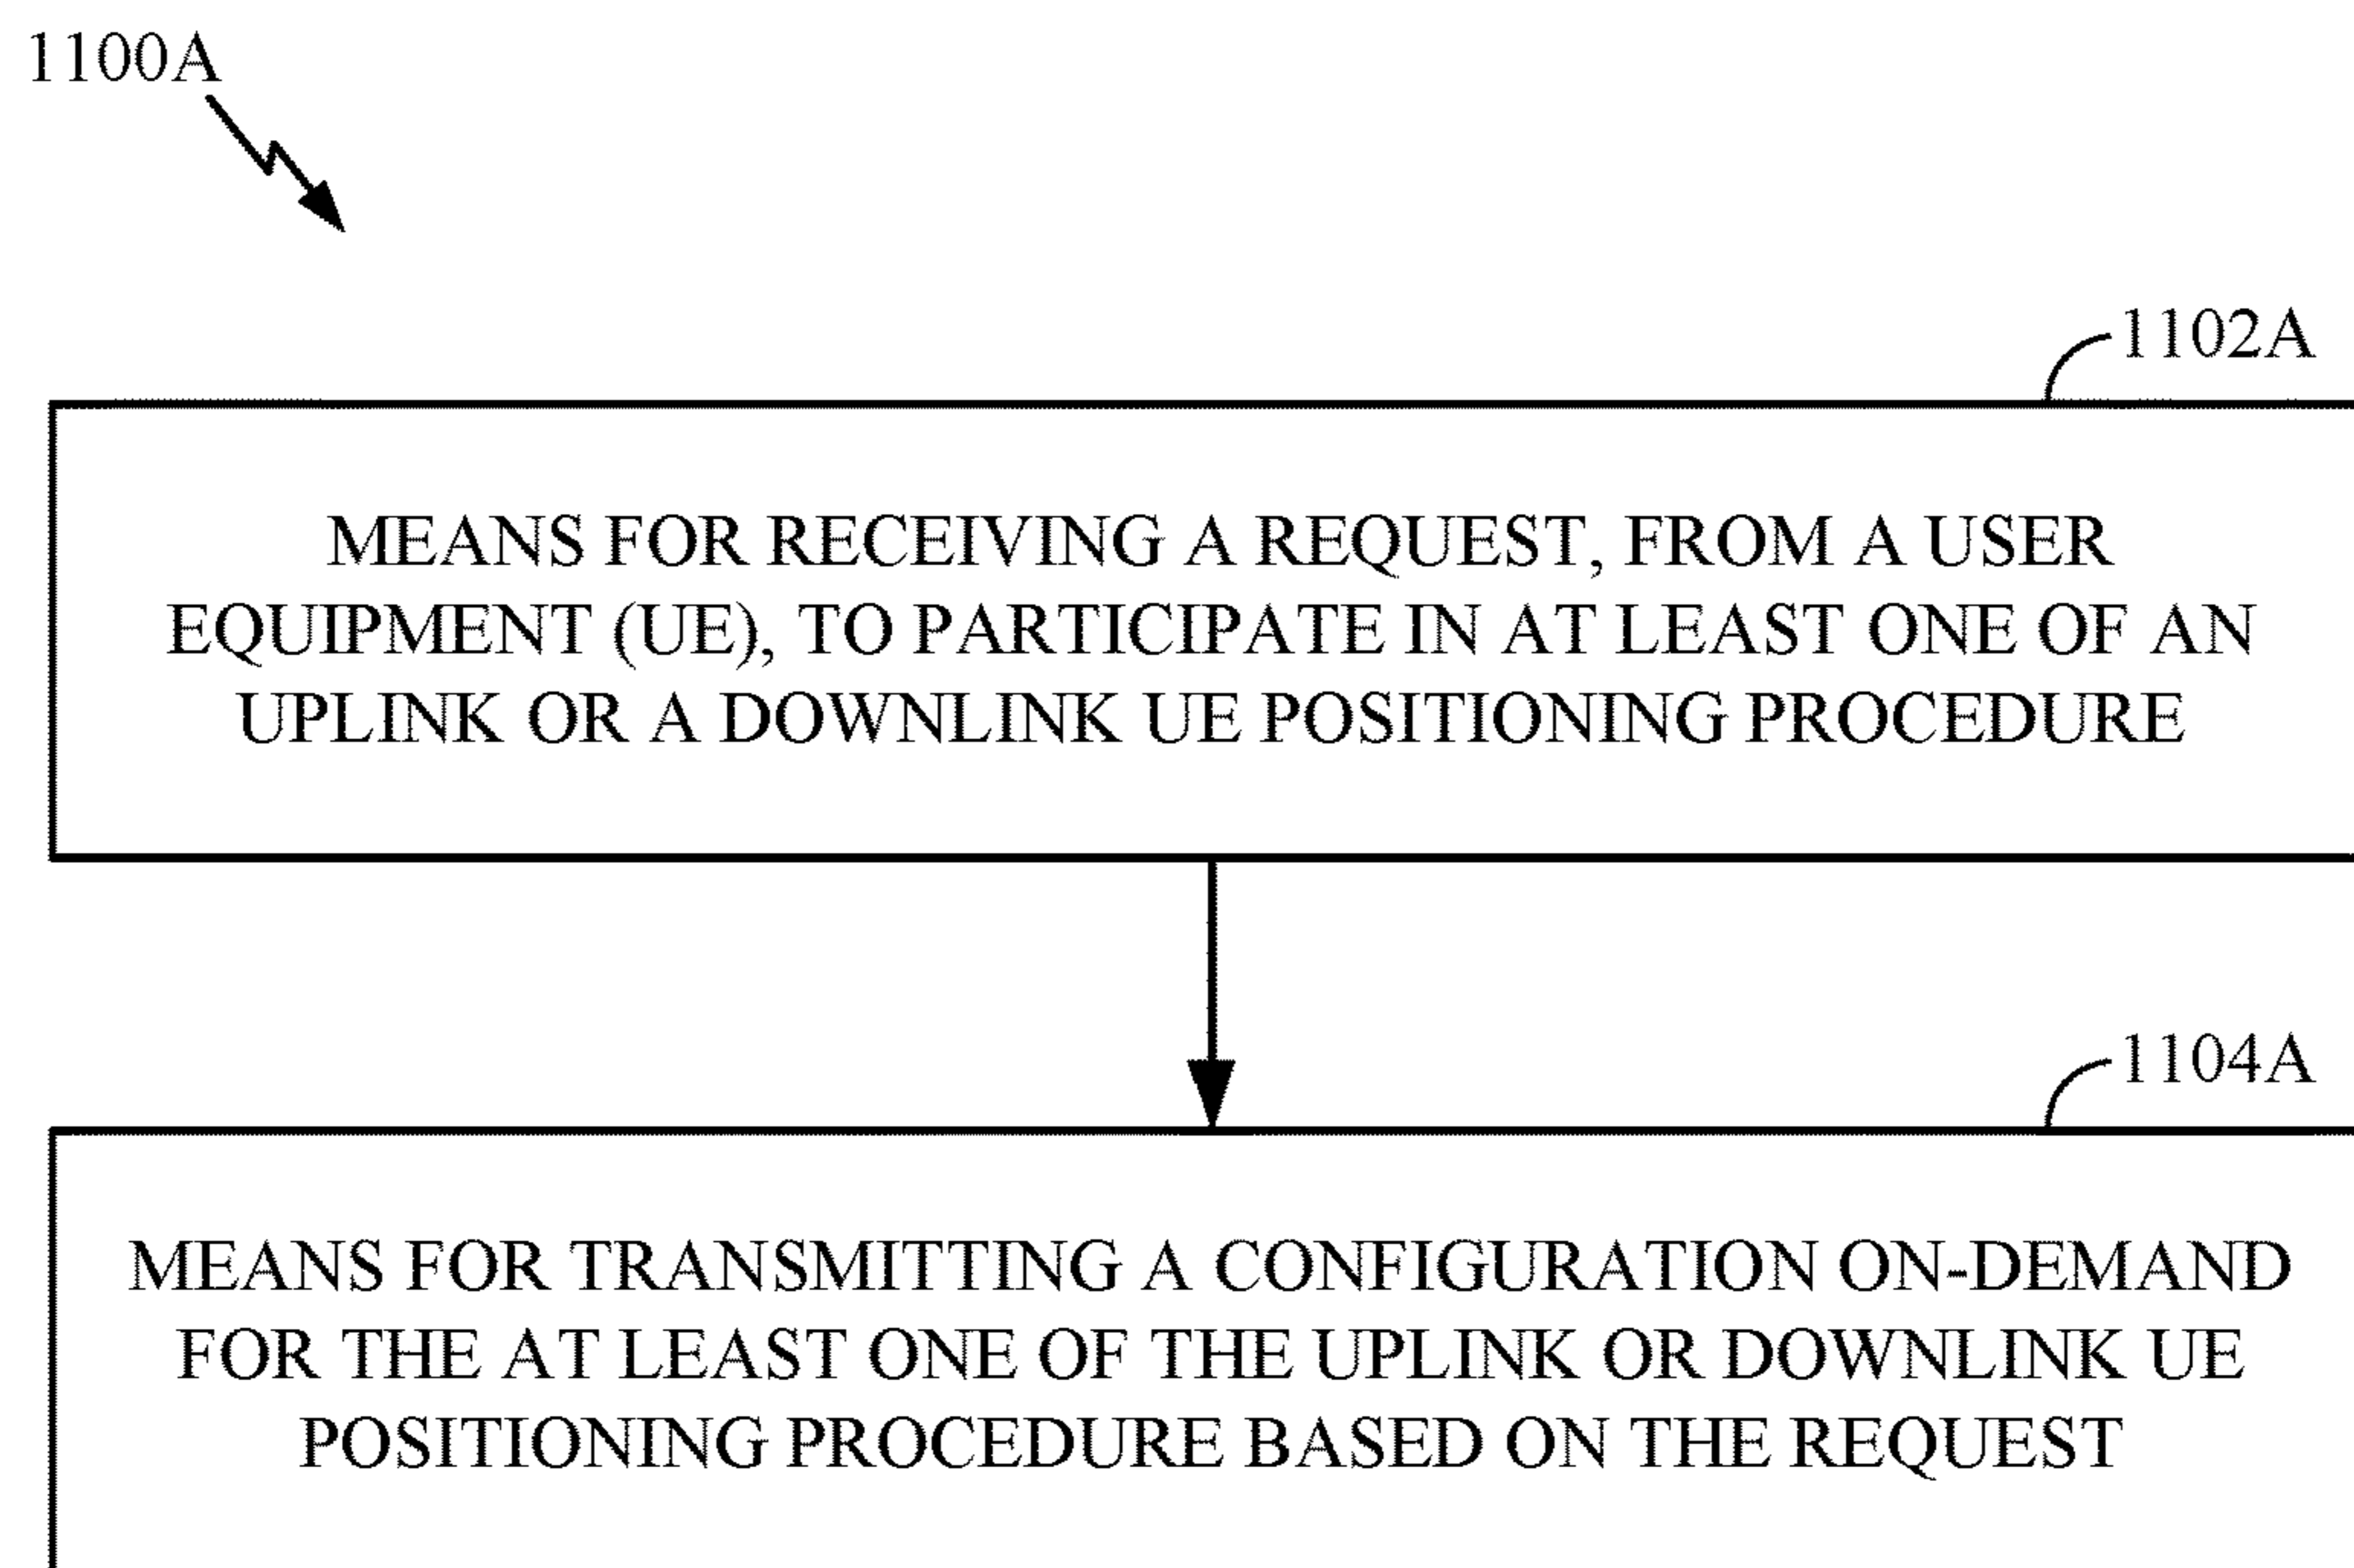 1100A
1102A
MEANS FOR RECEIVING A REQUEST, FROM A USER
EQUIPMENT (UE), TO PARTICIPATE IN AT LEAST ONE OF AN
UPLINK OR A DOWNLINK UE POSITIONING PROCEDURE
1104A
MEANS FOR TRANSMITTING A CONFIGURATION ON-DEMAND
FOR THE AT LEAST ONE OF THE UPLINK OR DOWNLINK UE
POSITIONING PROCEDURE BASED ON THE REQUEST